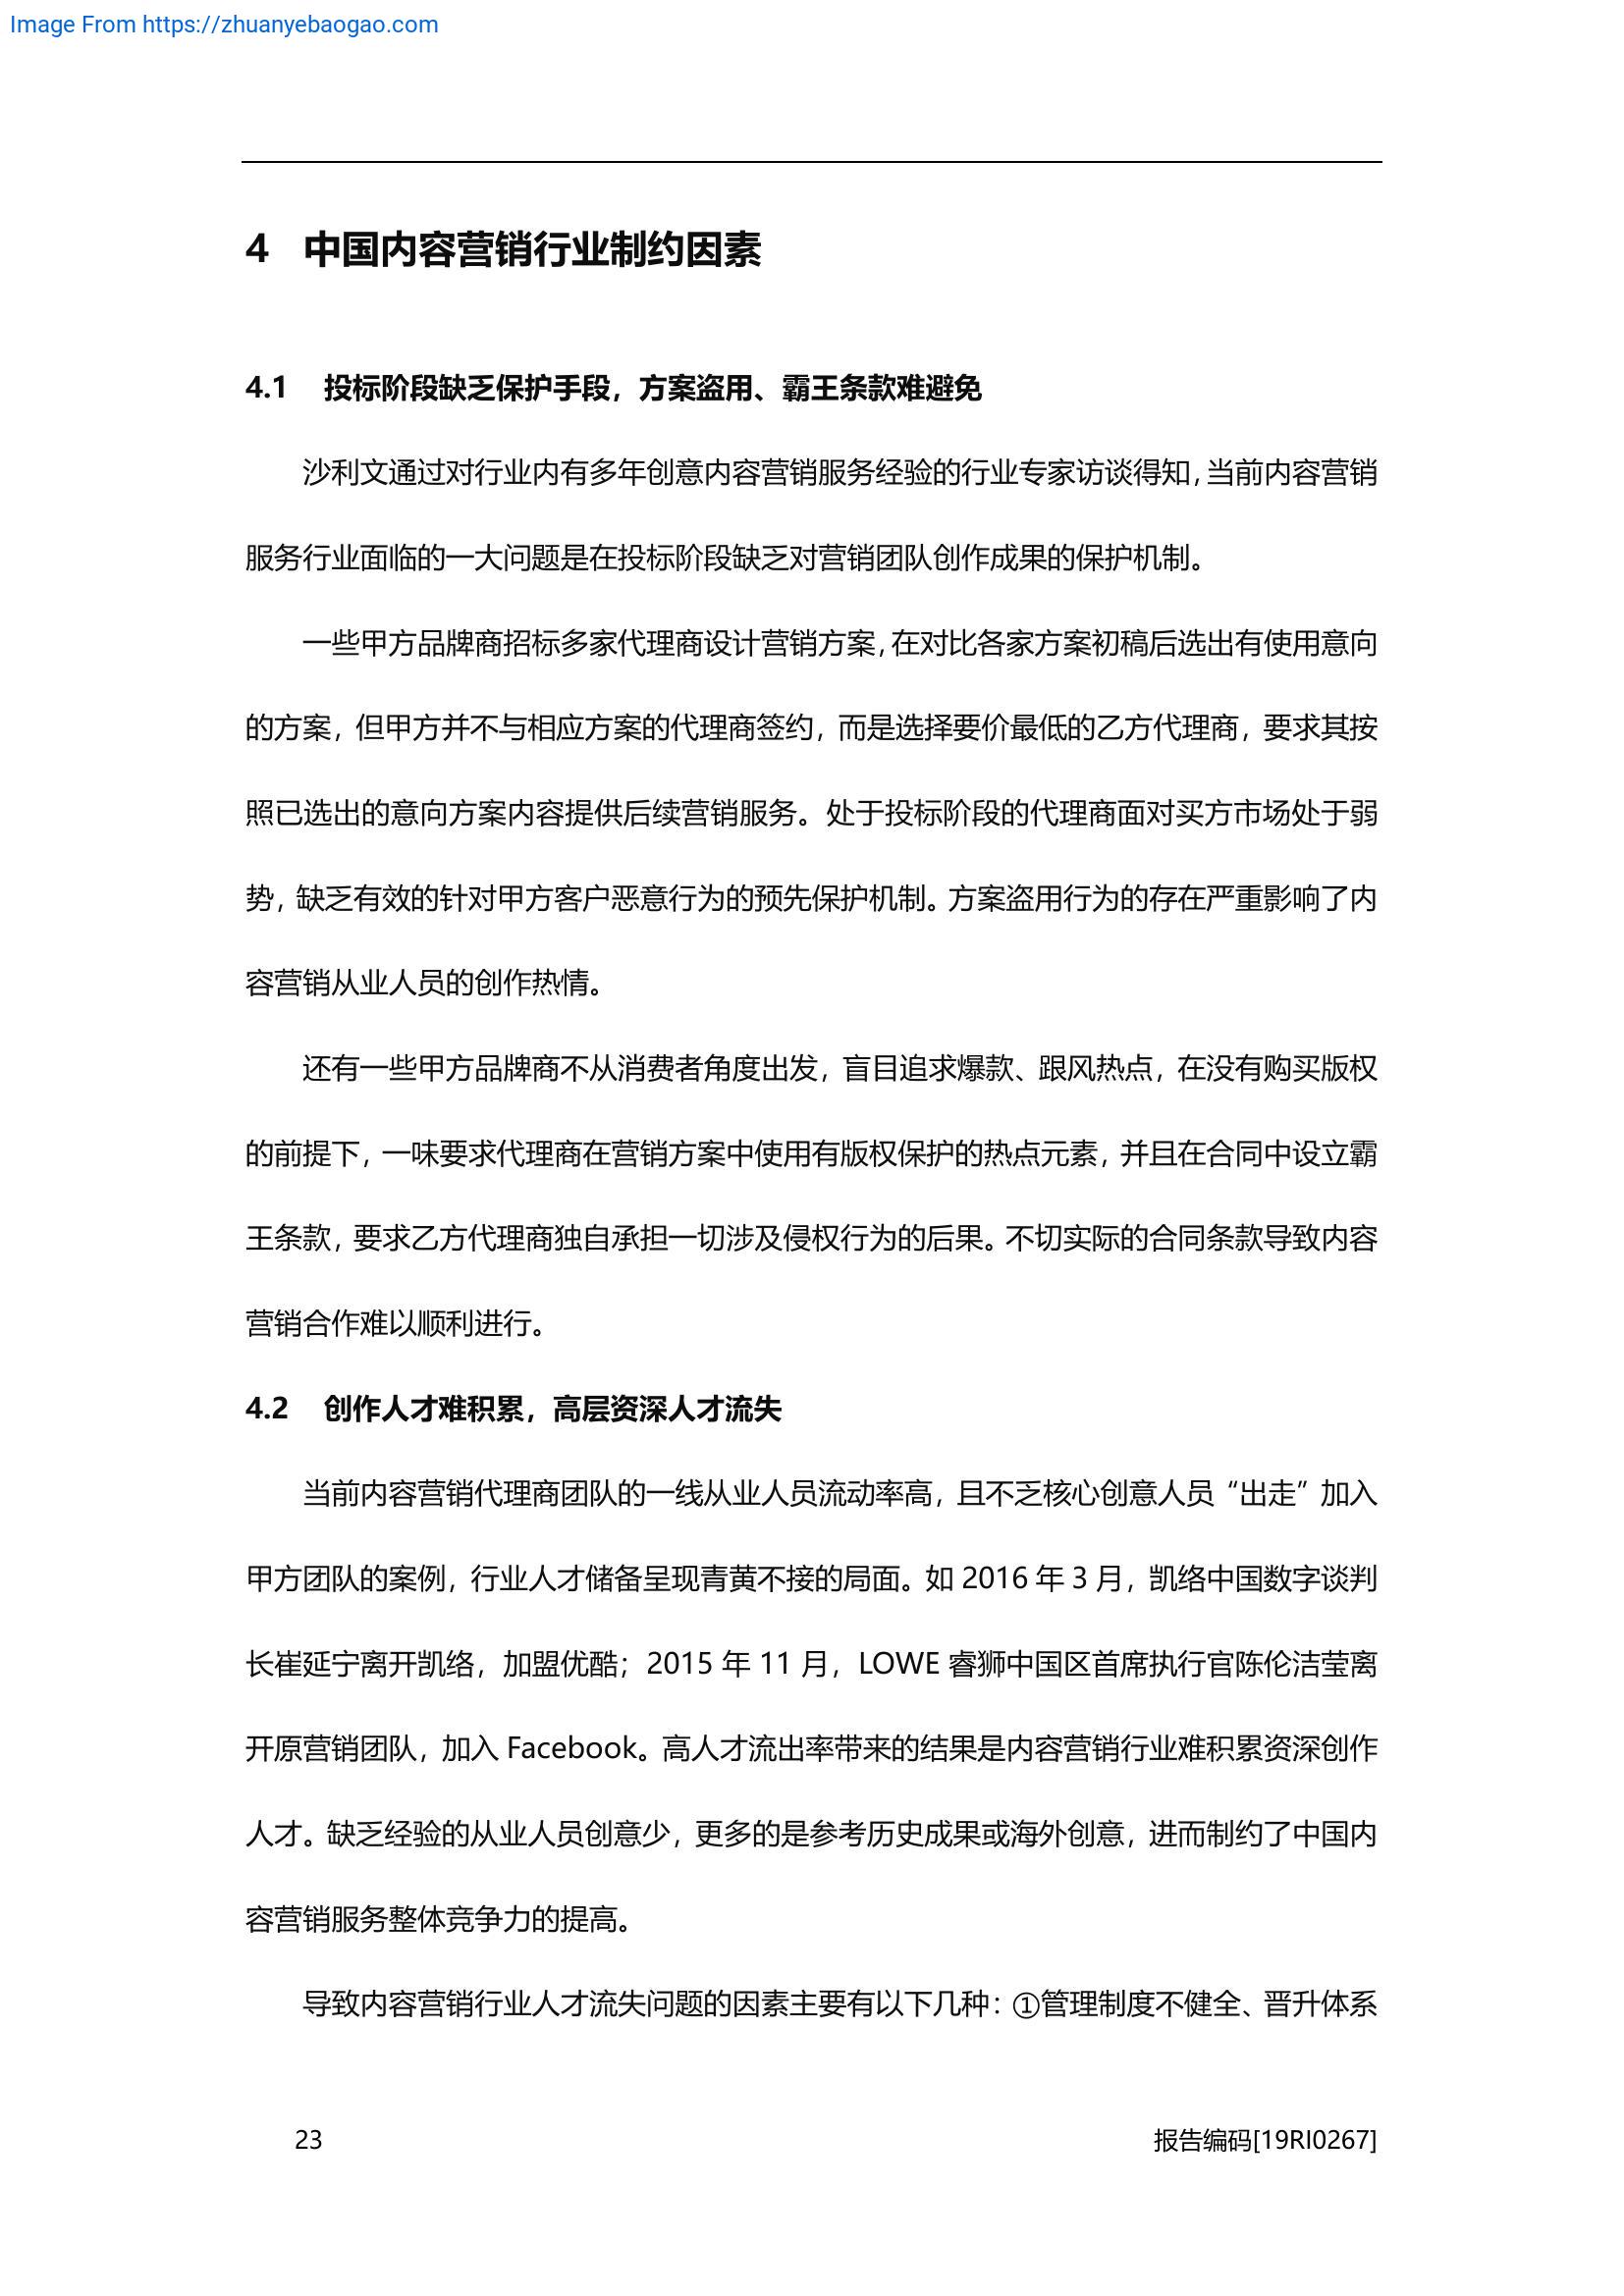 Image From https://zhuanyebaogao.com
4 中国内容营销行业制约因素
4.1 投标阶段缺乏保护手段，方案盗用、霸王条款难避免
沙利文通过对行业内有多年创意内容营销服务经验的行业专家访谈得知，当前内容营销
服务行业面临的一大问题是在投标阶段缺乏对营销团队创作成果的保护机制。
一些甲方品牌商招标多家代理商设计营销方案，在对比各家方案初稿后选出有使用意向
的方案，但甲方并不与相应方案的代理商签约，而是选择要价最低的乙方代理商，要求其按
照已选出的意向方案内容提供后续营销服务。处于投标阶段的代理商面对买方市场处于弱
势，缺乏有效的针对甲方客户恶意行为的预先保护机制。方案盗用行为的存在严重影响了内
容营销从业人员的创作热情。
还有一些甲方品牌商不从消费者角度出发，盲目追求爆款、跟风热点，在没有购买版权
的前提下，一味要求代理商在营销方案中使用有版权保护的热点元素，并且在合同中设立霸
王条款，要求乙方代理商独自承担一切涉及侵权行为的后果。不切实际的合同条款导致内容
营销合作难以顺利进行。
4.2 创作人才难积累，高层资深人才流失
当前内容营销代理商团队的一线从业人员流动率高，且不乏核心创意人员“出走”加入
甲方团队的案例，行业人才储备呈现青黄不接的局面。如 2016 年 3 月，凯络中国数字谈判
长崔延宁离开凯络，加盟优酷；2015 年 11 月，LOWE 睿狮中国区首席执行官陈伦洁莹离
开原营销团队，加入 Facebook。高人才流出率带来的结果是内容营销行业难积累资深创作
人才。缺乏经验的从业人员创意少，更多的是参考历史成果或海外创意，进而制约了中国内
容营销服务整体竞争力的提高。
导致内容营销行业人才流失问题的因素主要有以下几种：①管理制度不健全、晋升体系
23 报告编码[19RI0267]